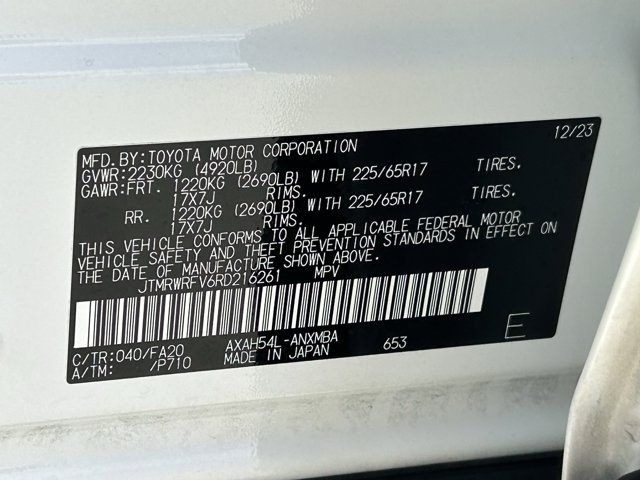 MFD.BY:TOYOTA MOTOR CORPORATION 12/23
GVWR:2230KG (4920LB)
GAWR:FRT. 1220KG (2690LB) WITH 225/65R17 TIRES.
17X7J RIMS.
RR. 1220KG (2690LB) WITH 225/65R17 TIRES.
17X7J RIMS.
THIS VEHICLE CONFORMS TO ALL APPLICABLE FEDERAL MOTOR
VEHICLE SAFETY AND THEFT PREVENTION STANDARDS IN EFFECT ON
THE DATE OF MANUFACTURE SHOWN ABOVE.
JTMRWRFV6RD216261 MPV
C/TR:040/FA20 AXAH54L-ANXMBA 653 E
A/TM: /P710 MADE IN JAPAN